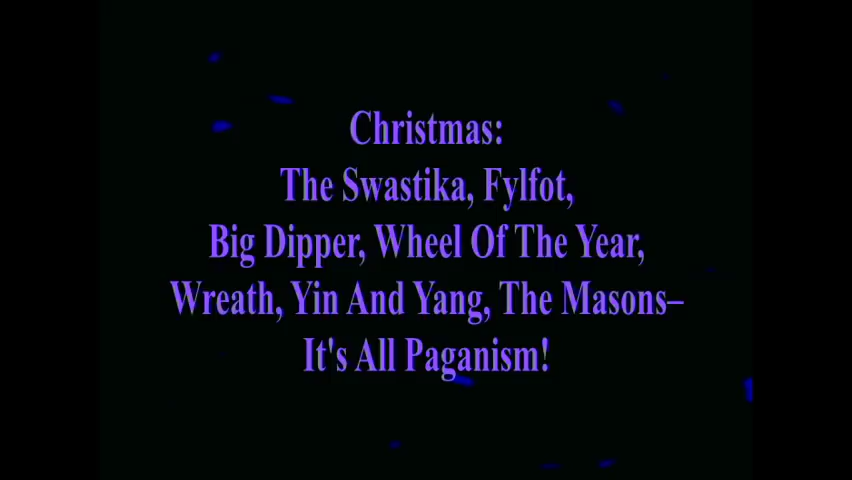 Christmas:
The Swastika, Fylfot,
Big Dipper, Wheel Of The Year,
Wreath, Yin And Yang, The Masons–
It's All Paganism!